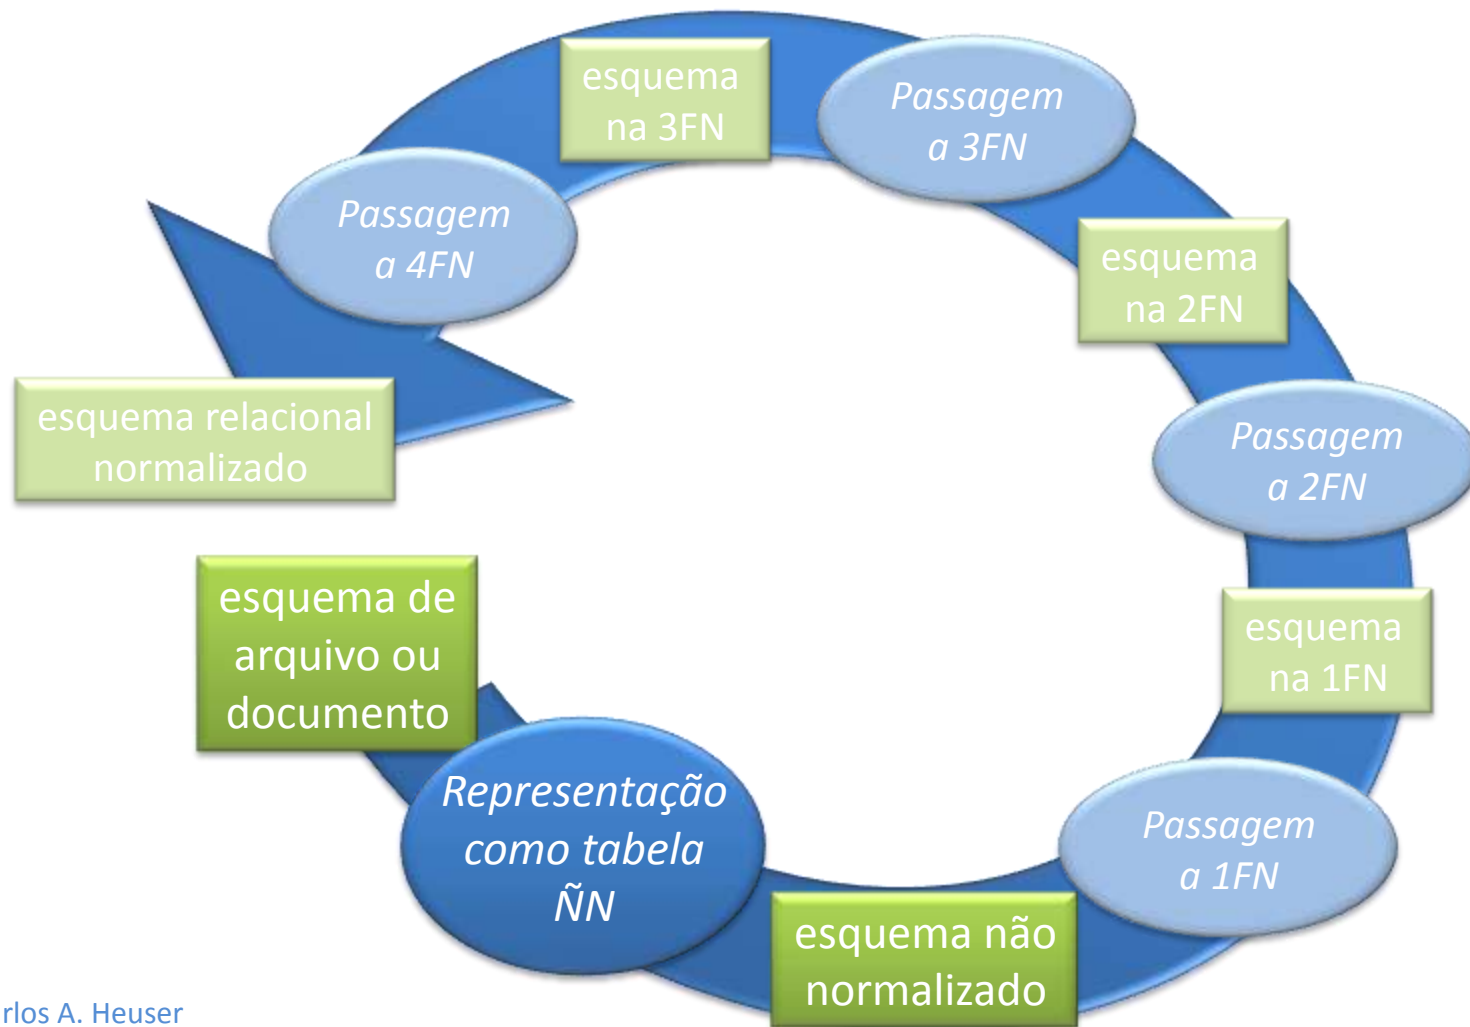 esquema
na 3FN
Passagem
a 3FN
Passagem
a 4FN
esquema
na 2FN
esquema relacional
normalizado
Passagem
a 2FN
esquema de
arquivo ou
documento
esquema
na 1FN
Representação
como tabela
ÑN
Passagem
a 1FN
esquema não
normalizado
rlos A. Heuser